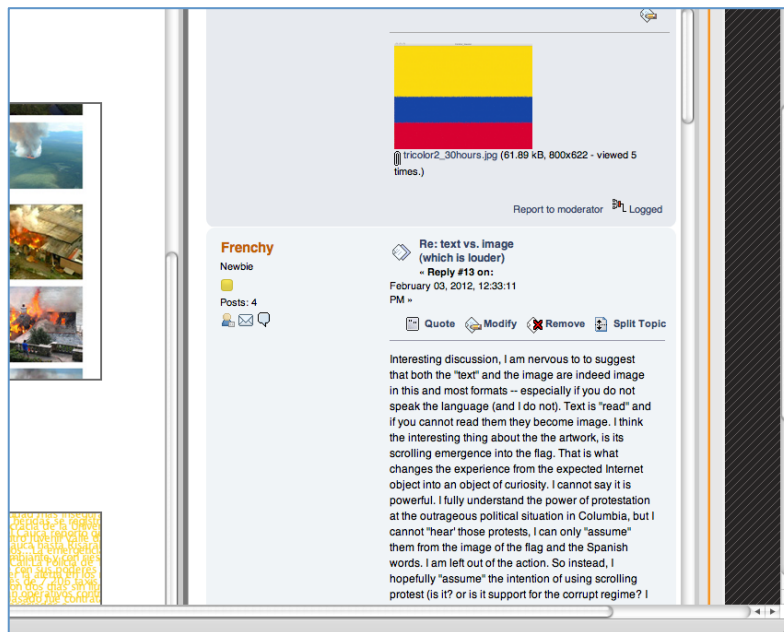 tricolor2_30hours.jpg (61.89 kB, 800x622 - viewed 5
times.)
Report to moderator Logged
Frenchy
Newbie
Posts: 4
Re: text vs. image
(which is louder)
« Reply #13 on:
February 03, 2012, 12:33:11
PM »
Quote Modify Remove Split Topic
Interesting discussion, I am nervous to to suggest
that both the "text" and the image are indeed image
in this and most formats -- especially if you do not
speak the language (and I do not). Text is "read" and
if you cannot read them they become image. I think
the interesting thing about the the artwork, is its
scrolling emergence into the flag. That is what
changes the experience from the expected Internet
object into an object of curiosity. I cannot say it is
powerful. I fully understand the power of protestation
at the outrageous political situation in Columbia, but I
cannot "hear' those protests, I can only "assume"
them from the image of the flag and the Spanish
words. I am left out of the action. So instead, I
hopefully "assume" the intention of using scrolling
protest (is it? or is it support for the corrupt regime? I